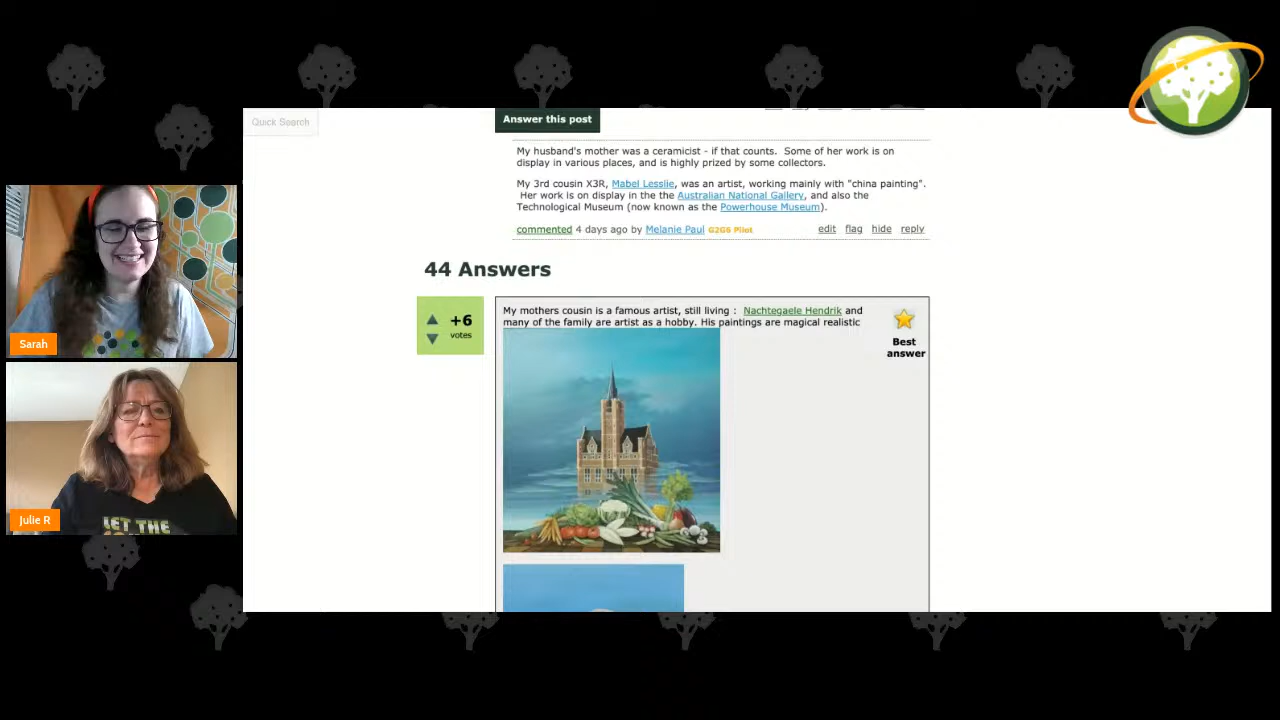 Quick Search
Answer this post
My husband's mother was a ceramicist - if that counts.  Some of her work is on
display in various places, and is highly prized by some collectors.
My 3rd cousin X3R, Mabel Lesslie, was an artist, working mainly with "china painting".
Her work is on display in the the Australian National Gallery, and also the
Technological Museum (now known as the Powerhouse Museum).
commented 4 days ago by Melanie Paul G2G6 Pilot
edit flag hide reply
44 Answers
+6
votes
My mothers cousin is a famous artist, still living :  Nachtegaele Hendrik and
many of the family are artist as a hobby. His paintings are magical realistic
Best
answer
Sarah
LET THE
Julie R